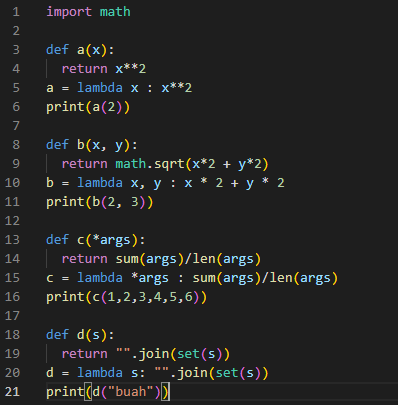 1 import math
2
3 def a(x):
4   return x**2
5 a = lambda x : x**2
6 print(a(2))
7
8 def b(x, y):
9   return math.sqrt(x*2 + y*2)
10 b = lambda x, y : x * 2 + y * 2
11 print(b(2, 3))
12
13 def c(*args):
14   return sum(args)/len(args)
15 c = lambda *args : sum(args)/len(args)
16 print(c(1,2,3,4,5,6))
17
18 def d(s):
19   return "".join(set(s))
20 d = lambda s: "".join(set(s))
21 print(d("buah"))